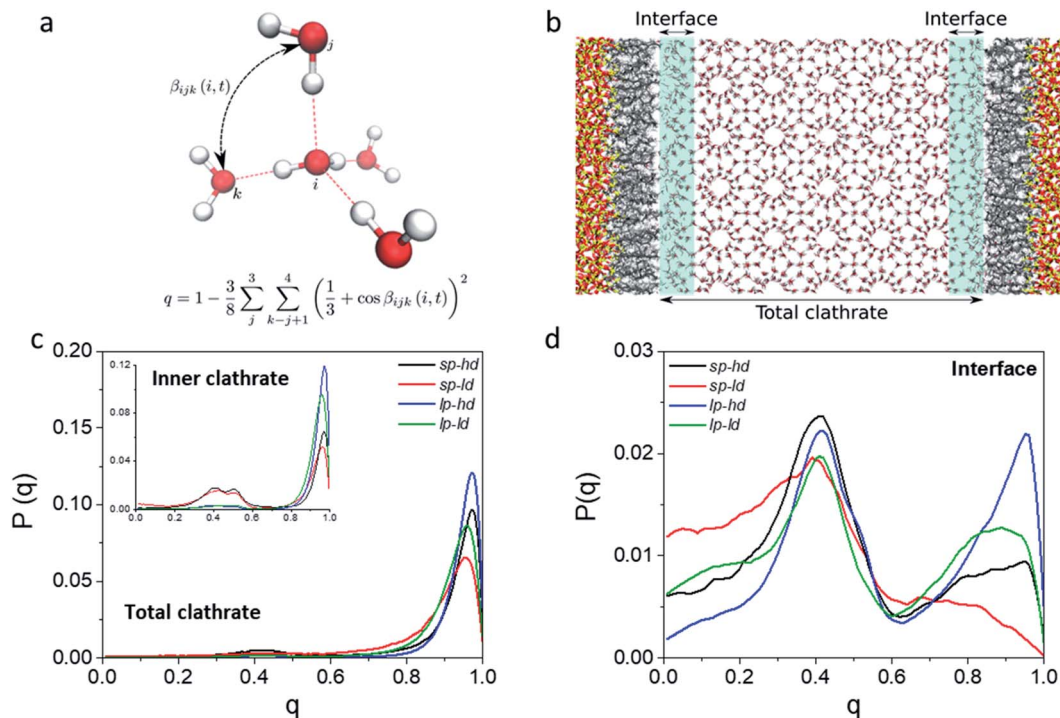 a
j
β_ijk (i, t)
k
i
q = 1 − 3/8 ∑_j^3 ∑_{k−j+1}^4 (1/3 + cos β_ijk (i, t))^2
b
Interface
Interface
Total clathrate
c
0.20
0.15
0.10
0.05
0.00
P (q)
0.12
0.06
0.00
0.0 0.2 0.4 0.6 0.8 1.0
Inner clathrate
sp-hd
sp-ld
lp-hd
lp-ld
Total clathrate
0.0 0.2 0.4 0.6 0.8 1.0
q
d
0.03
0.02
0.01
0.00
P(q)
sp-hd
sp-ld
lp-hd
lp-ld
Interface
0.0 0.2 0.4 0.6 0.8 1.0
q